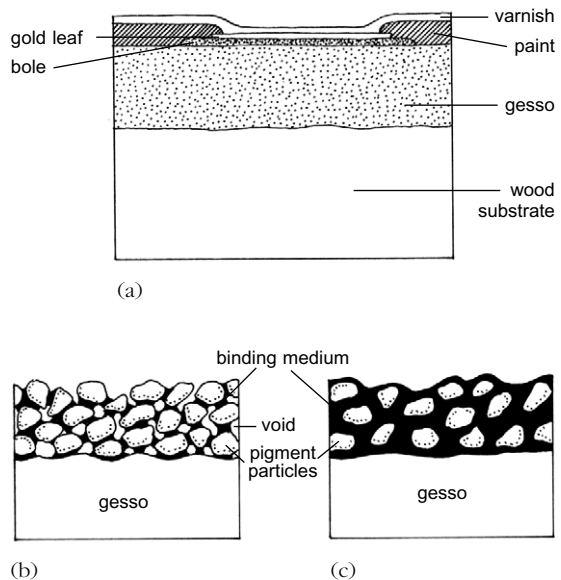 varnish
gold leaf
paint
bole
gesso
wood
substrate
(a)
binding medium
void
pigment
particles
gesso
gesso
(b)
(c)